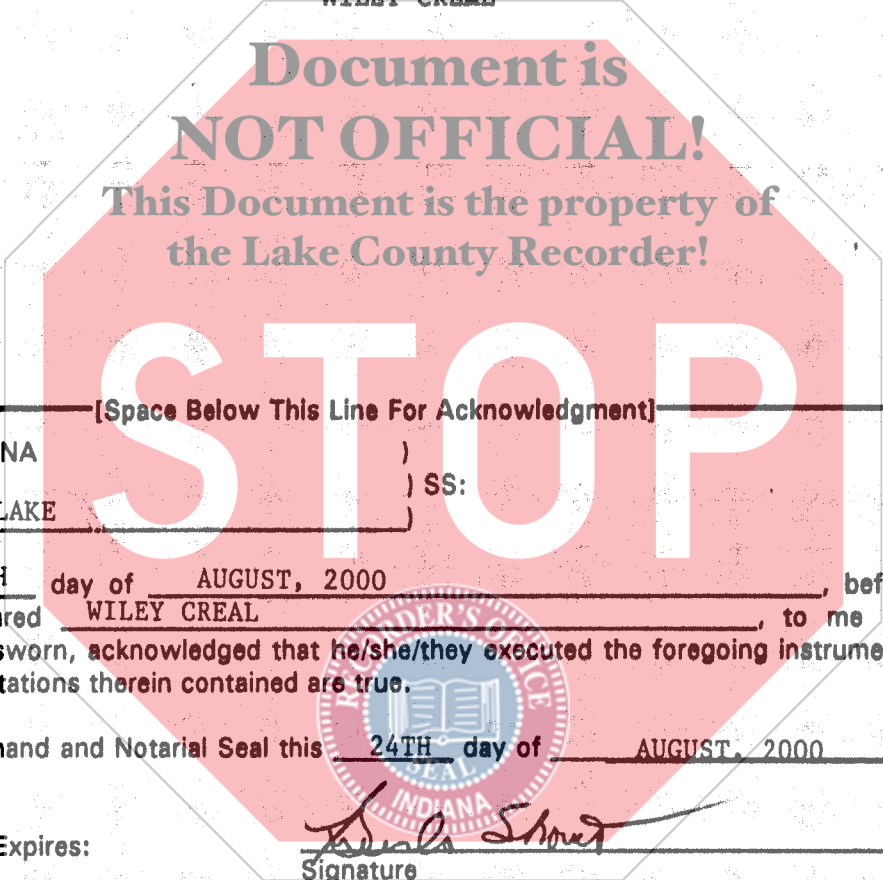 WILEY CREAL
Document is
NOT OFFICIAL!
This Document is the property of
the Lake County Recorder!
STOP
[Space Below This Line For Acknowledgment]
NA )
) SS:
LAKE )
H day of AUGUST, 2000, bef
red WILEY CREAL, to me
sworn, acknowledged that he/she/they executed the foregoing instrume
tations therein contained are true.
hand and Notarial Seal this 24TH day of AUGUST, 2000
RECORDER'S OFFICE
SEAL
INDIANA
Expires:
Signature